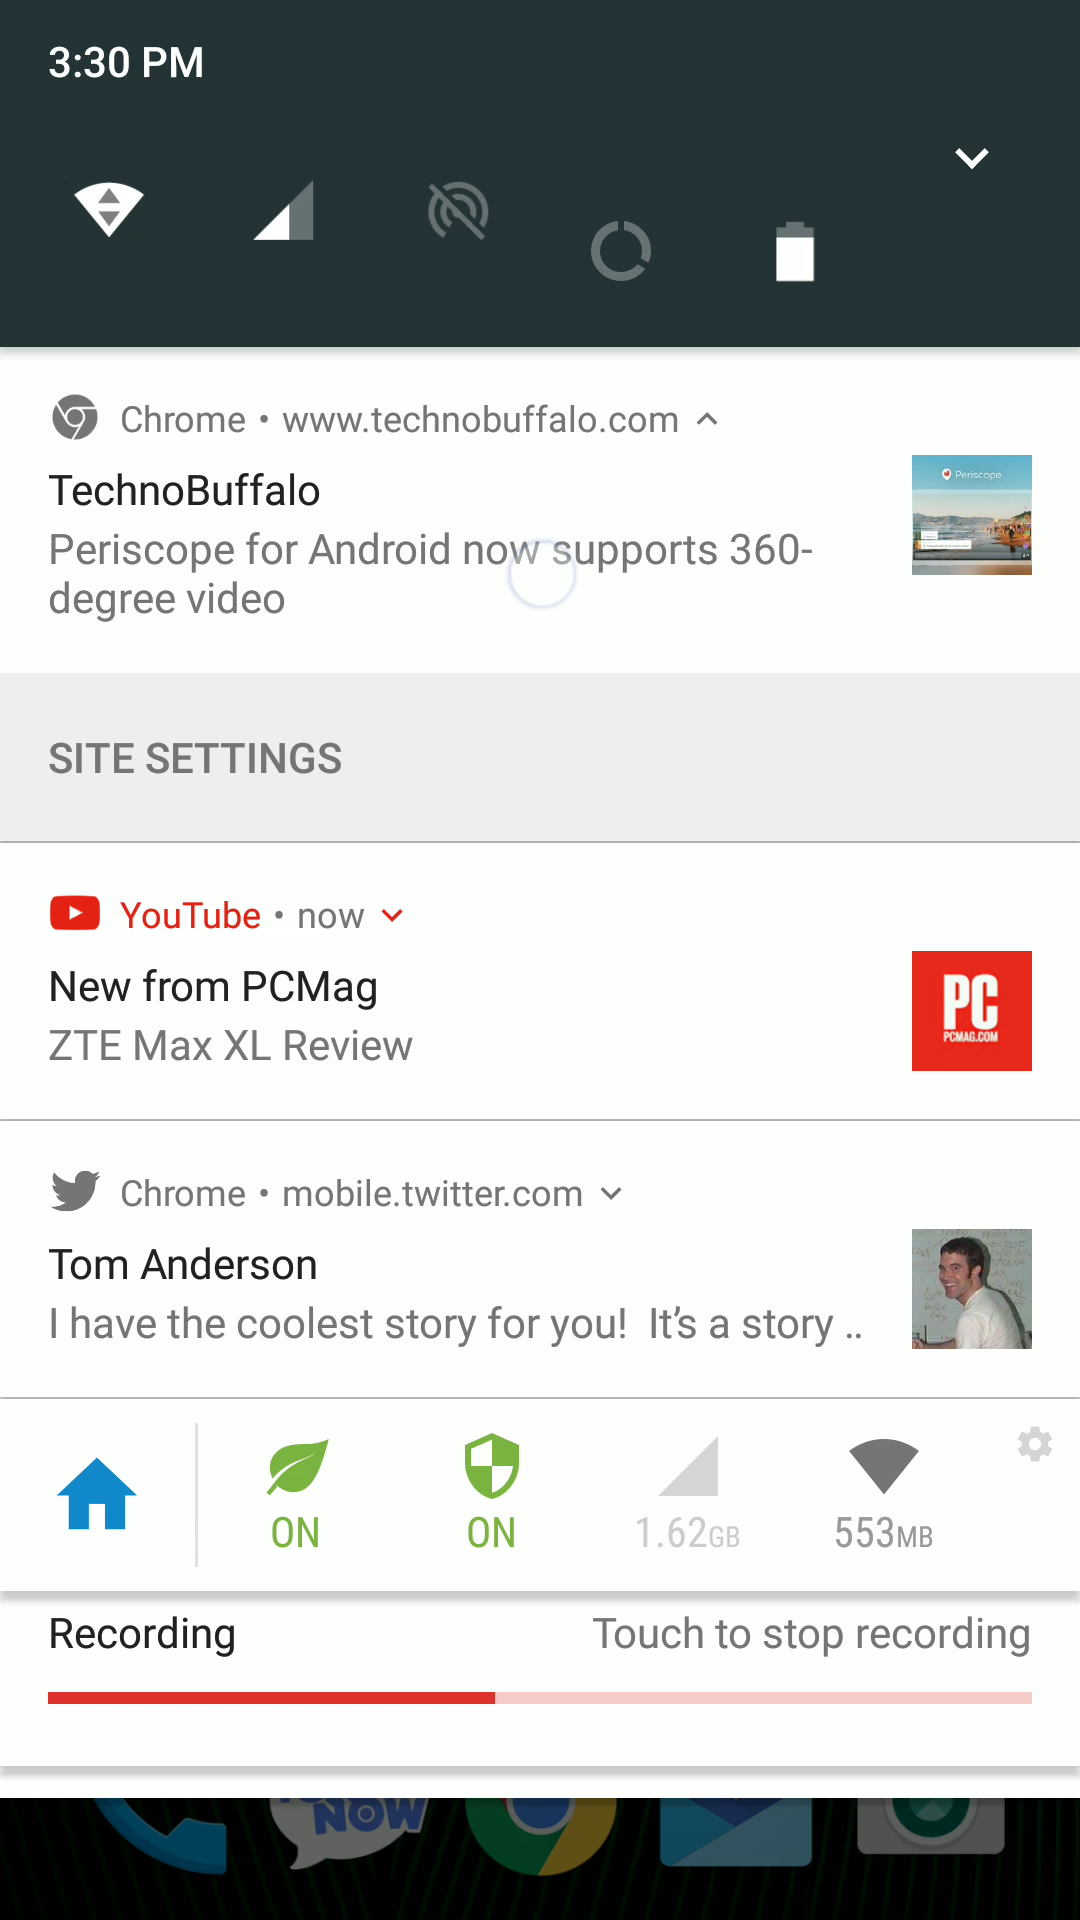 3:30 PM
Chrome • www.technobuffalo.com
TechnoBuffalo
Periscope
Periscope for Android now supports 360-
degree video
SITE SETTINGS
YouTube • now
New from PCMag
PC
PCMAG.COM
ZTE Max XL Review
Chrome • mobile.twitter.com
Tom Anderson
I have the coolest story for you!  It's a story ..
ON
ON
1.62GB
553MB
Recording
Touch to stop recording
NOW